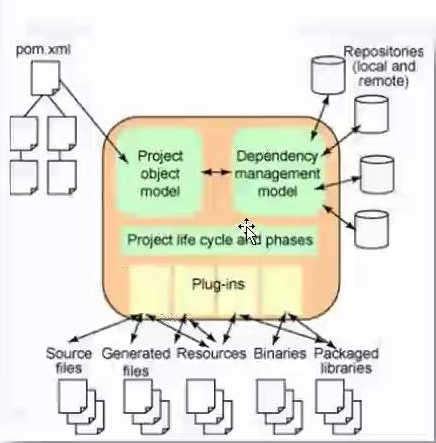 pom.xml
Repositories
(local and
remote)
Project
object
model
Dependency
management
model
Project life cycle and phases
Plug-ins
Source
files
Generated
files
Resources
Binaries
Packaged
libraries